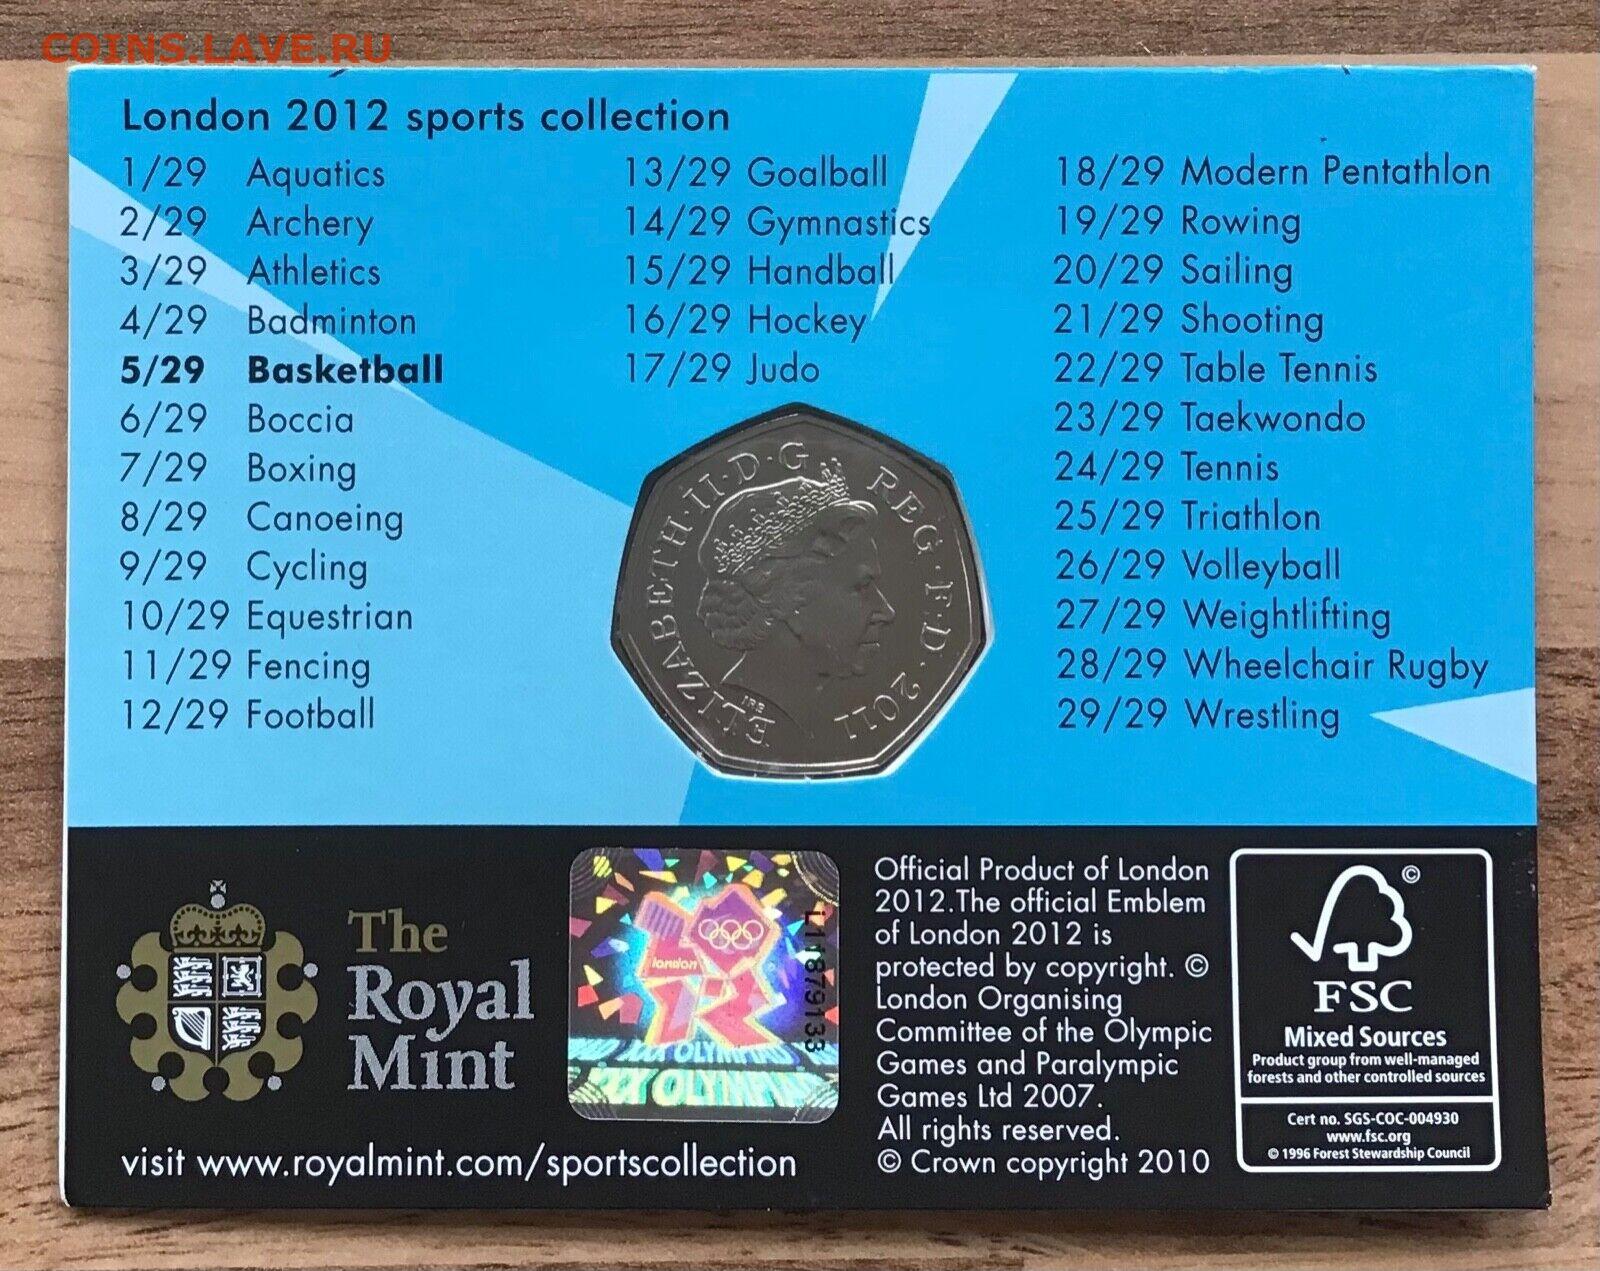 COINS.LAVE.RU
London 2012 sports collection
1/29 Aquatics
2/29 Archery
3/29 Athletics
4/29 Badminton
5/29 Basketball
6/29 Boccia
7/29 Boxing
8/29 Canoeing
9/29 Cycling
10/29 Equestrian
11/29 Fencing
12/29 Football
13/29 Goalball
14/29 Gymnastics
15/29 Handball
16/29 Hockey
17/29 Judo
18/29 Modern Pentathlon
19/29 Rowing
20/29 Sailing
21/29 Shooting
22/29 Table Tennis
23/29 Taekwondo
24/29 Tennis
25/29 Triathlon
26/29 Volleyball
27/29 Weightlifting
28/29 Wheelchair Rugby
29/29 Wrestling
ELIZABETH·II·D·G REG·F·D·2011
IRB
The
Royal
Mint
visit www.royalmint.com/sportscollection
london
XXX OLYMPIAD
XX OLYMPIA
Official Product of London
2012.The official Emblem
of London 2012 is
protected by copyright. ©
London Organising
Committee of the Olympic
Games and Paralympic
Games Ltd 2007.
All rights reserved.
© Crown copyright 2010
©
FSC
Mixed Sources
Product group from well-managed
forests and other controlled sources
Cert no. SGS-COC-004930
www.fsc.org
© 1996 Forest Stewardship Council